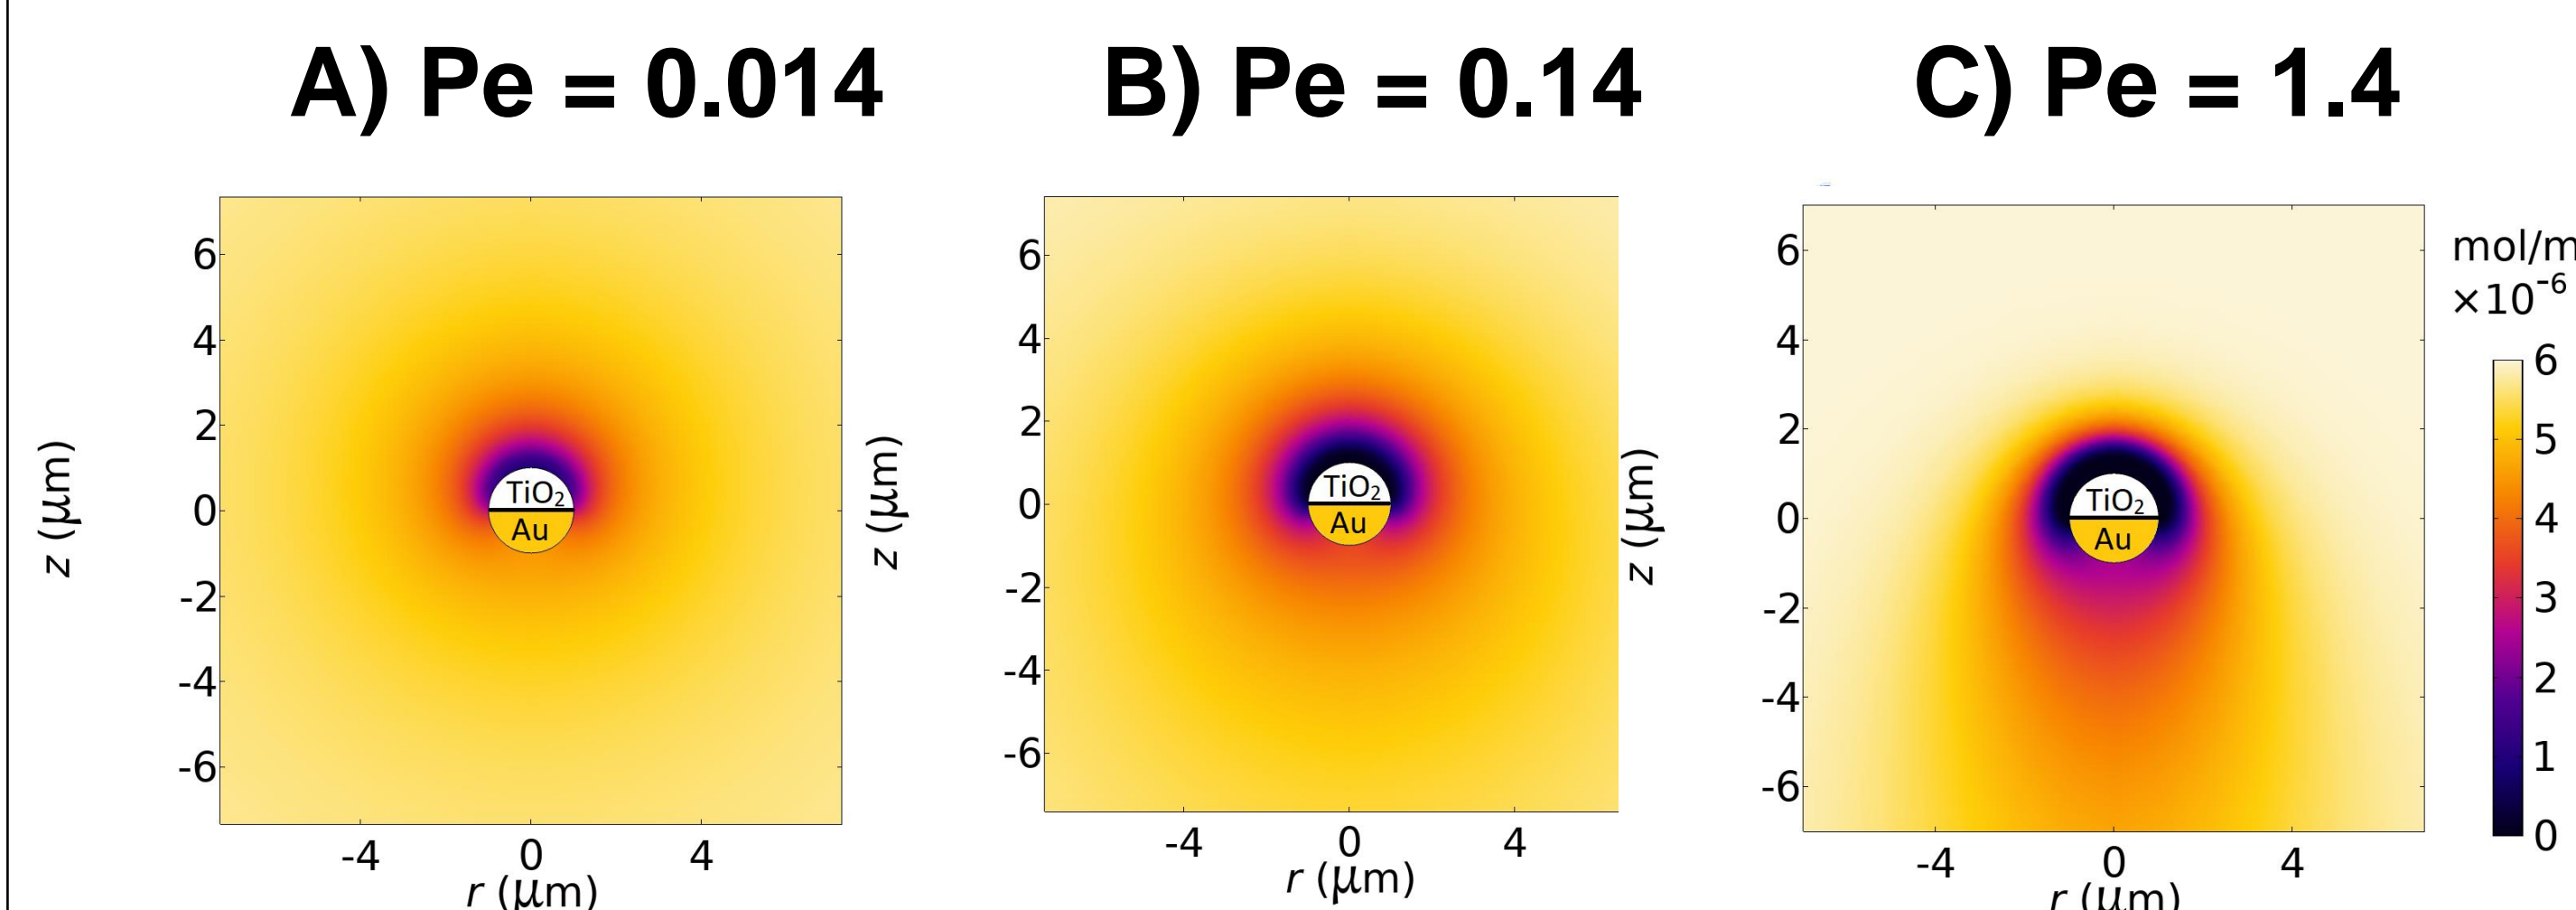 A) Pe = 0.014
B) Pe = 0.14
C) Pe = 1.4
z (μm)
6
4
2
0
-2
-4
-6
TiO₂
Au
-4 0 4
r (μm)
z (μm)
6
4
2
0
-2
-4
-6
TiO₂
Au
-4 0 4
r (μm)
z (μm)
6
4
2
0
-2
-4
-6
TiO₂
Au
-4 0 4
r (μm)
mol/m
×10⁻⁶
6
5
4
3
2
1
0